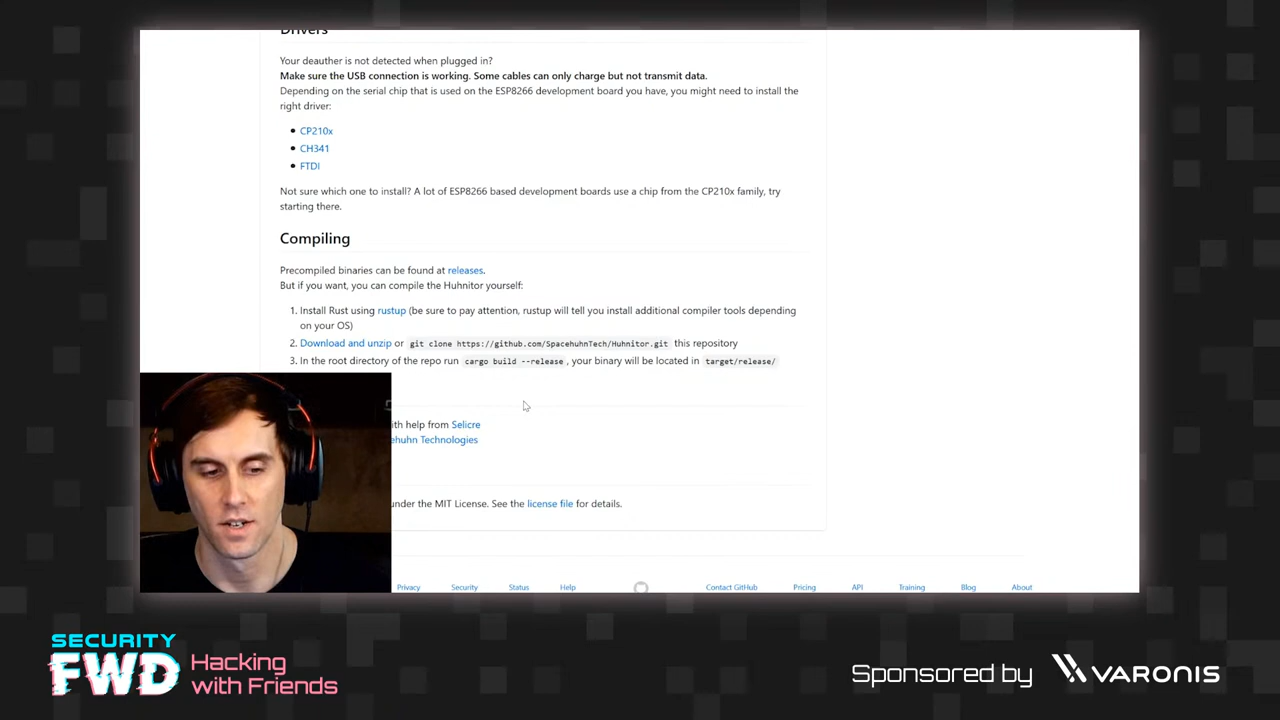 Drivers
Your deauther is not detected when plugged in?
Make sure the USB connection is working. Some cables can only charge but not transmit data.
Depending on the serial chip that is used on the ESP8266 development board you have, you might need to install the
right driver:
• CP210x
• CH341
• FTDI
Not sure which one to install? A lot of ESP8266 based development boards use a chip from the CP210x family, try
starting there.
Compiling
Precompiled binaries can be found at releases.
But if you want, you can compile the Huhnitor yourself:
1. Install Rust using rustup (be sure to pay attention, rustup will tell you install additional compiler tools depending
on your OS)
2. Download and unzip or git clone https://github.com/SpacehuhnTech/Huhnitor.git this repository
3. In the root directory of the repo run cargo build --release, your binary will be located in target/release/
help from Selicre
Technologies
under the MIT License. See the license file for details.
Privacy Security Status Help Contact GitHub Pricing API Training Blog About
SECURITY
FWD
Hacking
with Friends
Sponsored by VARONIS